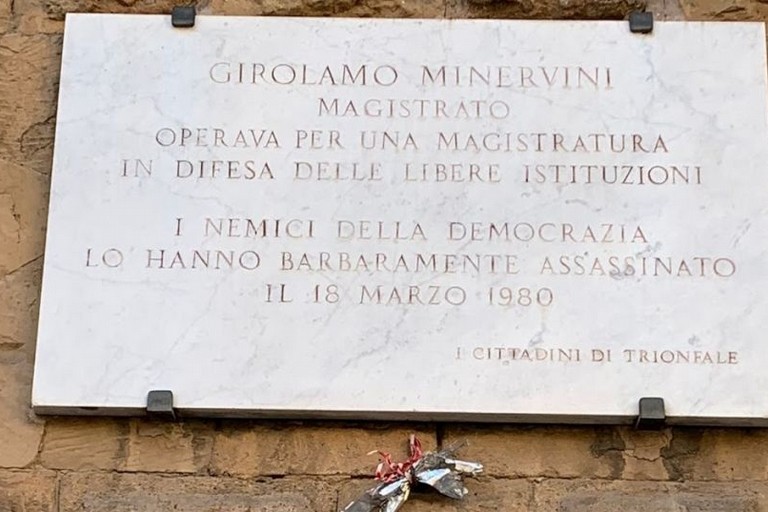 GIROLAMO MINERVINI
MAGISTRATO
OPERAVA PER UNA MAGISTRATURA
IN DIFESA DELLE LIBERE ISTITUZIONI
I NEMICI DELLA DEMOCRAZIA
LO HANNO BARBARAMENTE ASSASSINATO
IL 18 MARZO 1980
I CITTADINI DI TRIONFALE